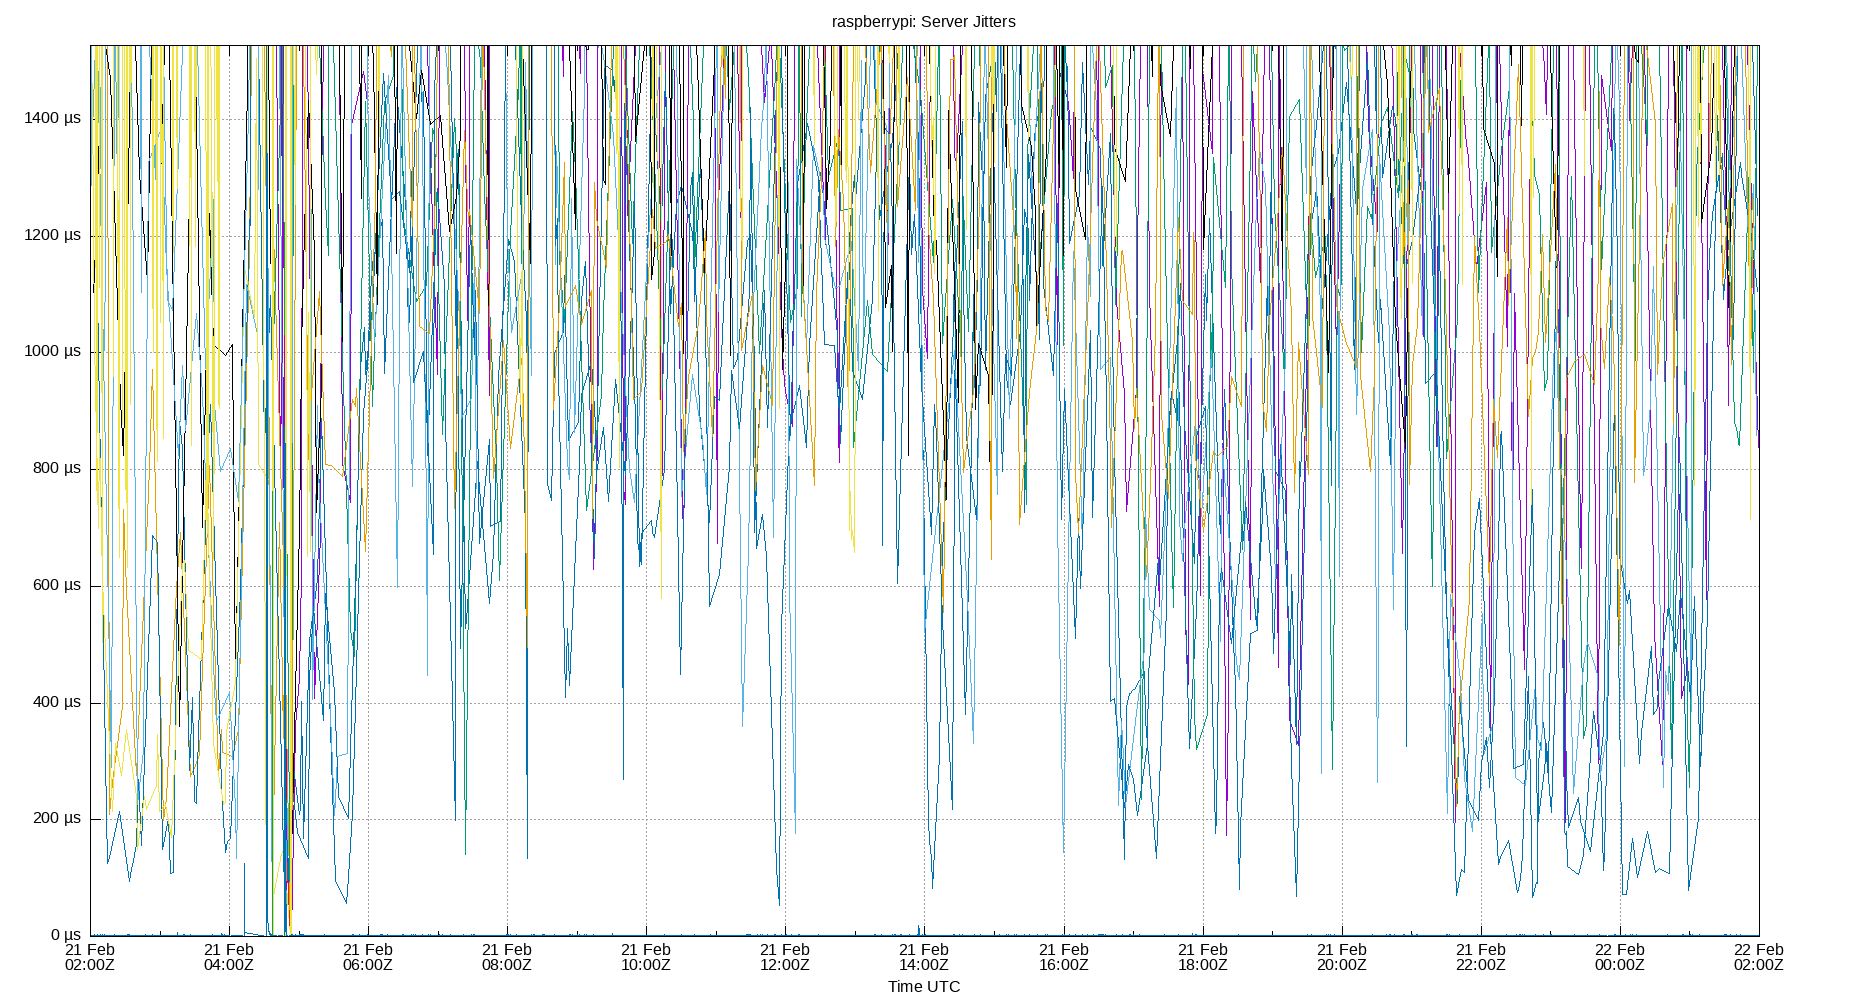 raspberrypi: Server Jitters
1400 µs
1200 µs
1000 µs
800 µs
600 µs
400 µs
200 µs
0 µs
21 Feb 21 Feb 21 Feb 21 Feb 21 Feb 21 Feb 21 Feb 21 Feb 21 Feb 21 Feb 21 Feb 22 Feb 22 Feb
02:00Z 04:00Z 06:00Z 08:00Z 10:00Z 12:00Z 14:00Z 16:00Z 18:00Z 20:00Z 22:00Z 00:00Z 02:00Z
Time UTC